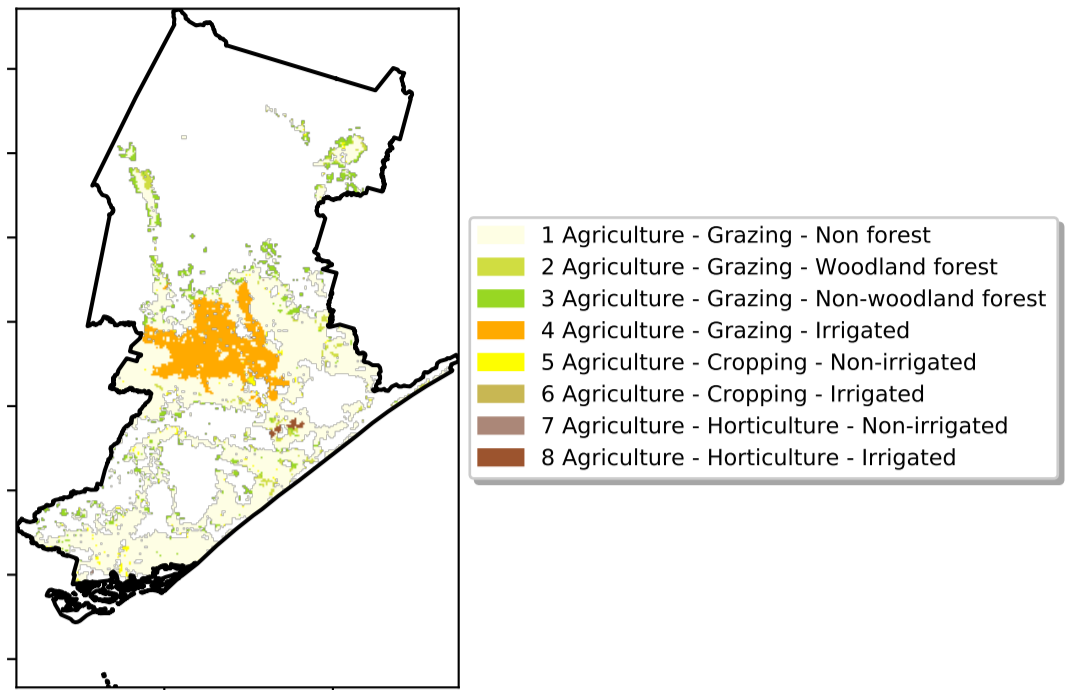 1 Agriculture - Grazing - Non forest
2 Agriculture - Grazing - Woodland forest
3 Agriculture - Grazing - Non-woodland forest
4 Agriculture - Grazing - Irrigated
5 Agriculture - Cropping - Non-irrigated
6 Agriculture - Cropping - Irrigated
7 Agriculture - Horticulture - Non-irrigated
8 Agriculture - Horticulture - Irrigated